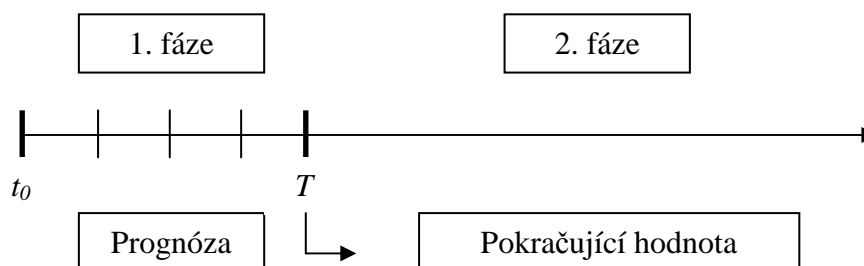 1. fáze
2. fáze
t0
T
Prognóza
Pokračující hodnota